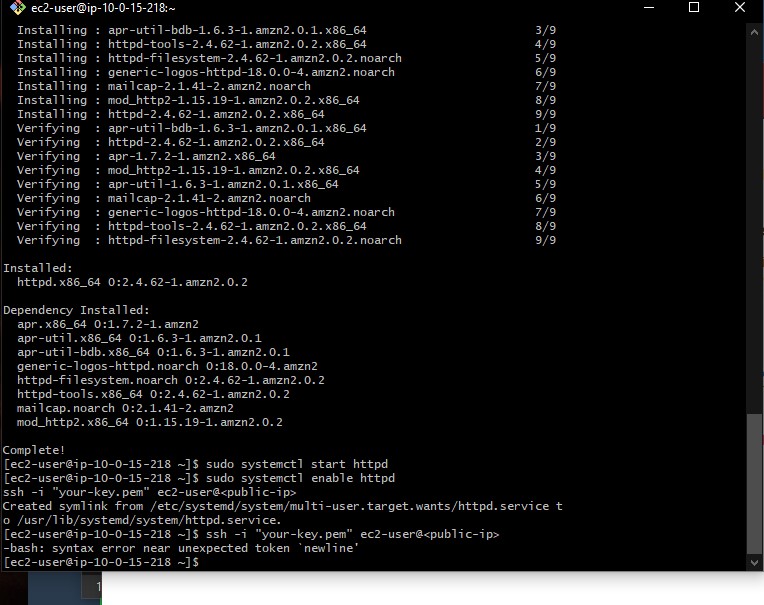 ec2-user@ip-10-0-15-218:~
Installing : apr-util-bdb-1.6.3-1.amzn2.0.1.x86_64 3/9
Installing : httpd-tools-2.4.62-1.amzn2.0.2.x86_64 4/9
Installing : httpd-filesystem-2.4.62-1.amzn2.0.2.noarch 5/9
Installing : generic-logos-httpd-18.0.0-4.amzn2.noarch 6/9
Installing : mailcap-2.1.41-2.amzn2.noarch 7/9
Installing : mod_http2-1.15.19-1.amzn2.0.2.x86_64 8/9
Installing : httpd-2.4.62-1.amzn2.0.2.x86_64 9/9
Verifying : apr-util-bdb-1.6.3-1.amzn2.0.1.x86_64 1/9
Verifying : httpd-2.4.62-1.amzn2.0.2.x86_64 2/9
Verifying : apr-1.7.2-1.amzn2.x86_64 3/9
Verifying : mod_http2-1.15.19-1.amzn2.0.2.x86_64 4/9
Verifying : apr-util-1.6.3-1.amzn2.0.1.x86_64 5/9
Verifying : mailcap-2.1.41-2.amzn2.noarch 6/9
Verifying : generic-logos-httpd-18.0.0-4.amzn2.noarch 7/9
Verifying : httpd-tools-2.4.62-1.amzn2.0.2.x86_64 8/9
Verifying : httpd-filesystem-2.4.62-1.amzn2.0.2.noarch 9/9
Installed:
httpd.x86_64 0:2.4.62-1.amzn2.0.2
Dependency Installed:
apr.x86_64 0:1.7.2-1.amzn2
apr-util.x86_64 0:1.6.3-1.amzn2.0.1
apr-util-bdb.x86_64 0:1.6.3-1.amzn2.0.1
generic-logos-httpd.noarch 0:18.0.0-4.amzn2
httpd-filesystem.noarch 0:2.4.62-1.amzn2.0.2
httpd-tools.x86_64 0:2.4.62-1.amzn2.0.2
mailcap.noarch 0:2.1.41-2.amzn2
mod_http2.x86_64 0:1.15.19-1.amzn2.0.2
Complete!
[ec2-user@ip-10-0-15-218 ~]$ sudo systemctl start httpd
[ec2-user@ip-10-0-15-218 ~]$ sudo systemctl enable httpd
ssh -i "your-key.pem" ec2-user@<public-ip>
Created symlink from /etc/systemd/system/multi-user.target.wants/httpd.service t
o /usr/lib/systemd/system/httpd.service.
[ec2-user@ip-10-0-15-218 ~]$ ssh -i "your-key.pem" ec2-user@<public-ip>
-bash: syntax error near unexpected token `newline'
[ec2-user@ip-10-0-15-218 ~]$
1